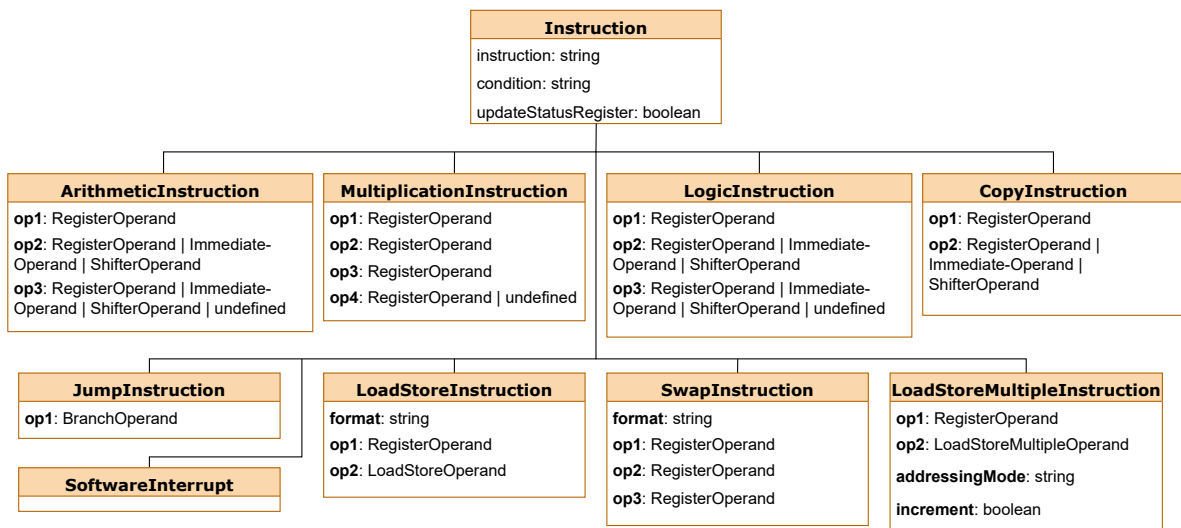 Instruction
instruction: string
condition: string
updateStatusRegister: boolean
ArithmeticInstruction
op1: RegisterOperand
op2: RegisterOperand | Immediate-
Operand | ShifterOperand
op3: RegisterOperand | Immediate-
Operand | ShifterOperand | undefined
MultiplicationInstruction
op1: RegisterOperand
op2: RegisterOperand
op3: RegisterOperand
op4: RegisterOperand | undefined
LogicInstruction
op1: RegisterOperand
op2: RegisterOperand | Immediate-
Operand | ShifterOperand
op3: RegisterOperand | Immediate-
Operand | ShifterOperand | undefined
CopyInstruction
op1: RegisterOperand
op2: RegisterOperand |
Immediate-Operand |
ShifterOperand
JumpInstruction
op1: BranchOperand
SoftwareInterrupt
LoadStoreInstruction
format: string
op1: RegisterOperand
op2: LoadStoreOperand
SwapInstruction
format: string
op1: RegisterOperand
op2: RegisterOperand
op3: RegisterOperand
LoadStoreMultipleInstruction
op1: RegisterOperand
op2: LoadStoreMultipleOperand
addressingMode: string
increment: boolean